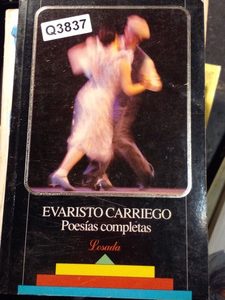 Q3837
EVARISTO CARRIEGO
Poesías completas
Losada